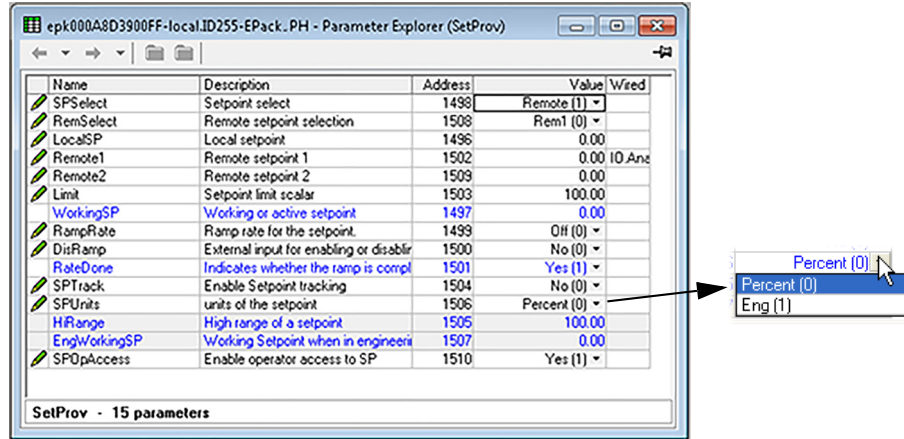 epk000A8D3900FF-local.ID255-EPack_PH - Parameter Explorer (SetProv)
Name Description Address Value Wired
SPSelect Setpoint select 1498 Remote (1)
RemSelect Remote setpoint selection 1508 Rem1 (0)
LocalSP Local setpoint 1496 0.00
Remote1 Remote setpoint 1 1502 0.00 IO.Ana
Remote2 Remote setpoint 2 1509 0.00
Limit Setpoint limit scalar 1503 100.00
WorkingSP Working or active setpoint 1497 0.00
RampRate Ramp rate for the setpoint. 1499 Off (0)
DisRamp External input for enabling or disablin 1500 No (0)
RateDone Indicates whether the ramp is compl 1501 Yes (1)
SPTrack Enable Setpoint tracking 1504 No (0)
SPUnits units of the setpoint 1506 Percent (0)
HiRange High range of a setpoint 1505 100.00
EngWorkingSP Working Setpoint when in engineeri 1507 0.00
SPOpAccess Enable operator access to SP 1510 Yes (1)
SetProv - 15 parameters
Percent (0)
Percent (0)
Eng (1)